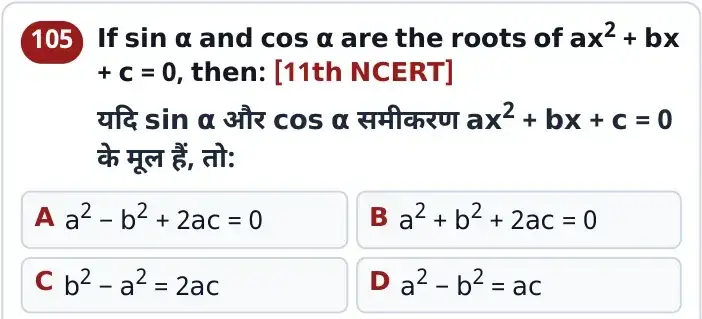 105 If sin α and cos α are the roots of ax² + bx
+ c = 0, then: [11th NCERT]
यदि sin α और cos α समीकरण ax² + bx + c = 0
के मूल हैं, तो:
A a² − b² + 2ac = 0 B a² + b² + 2ac = 0
C b² − a² = 2ac D a² − b² = ac